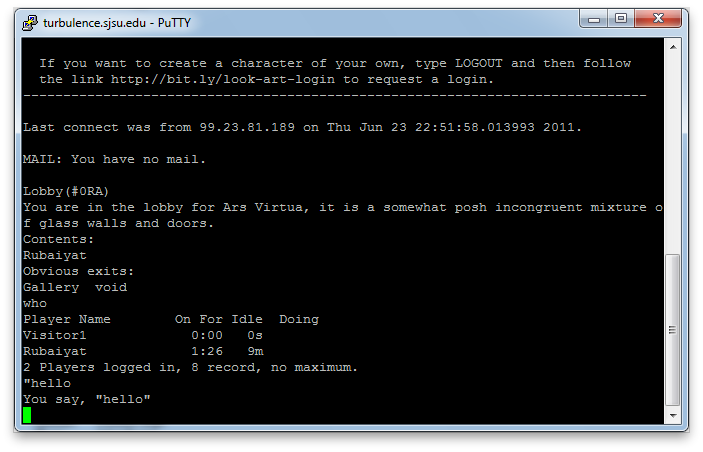 turbulence.sjsu.edu - PuTTY
If you want to create a character of your own, type LOGOUT and then follow
the link http://bit.ly/look-art-login to request a login.
--------------------------------------------------------------------------
Last connect was from 99.23.81.189 on Thu Jun 23 22:51:58.013993 2011.
MAIL: You have no mail.
Lobby(#0RA)
You are in the lobby for Ars Virtua, it is a somewhat posh incongruent mixture o
f glass walls and doors.
Contents:
Rubaiyat
Obvious exits:
Gallery  void
who
Player Name        On For Idle  Doing
Visitor1             0:00   0s
Rubaiyat             1:26   9m
2 Players logged in, 8 record, no maximum.
"hello
You say, "hello"